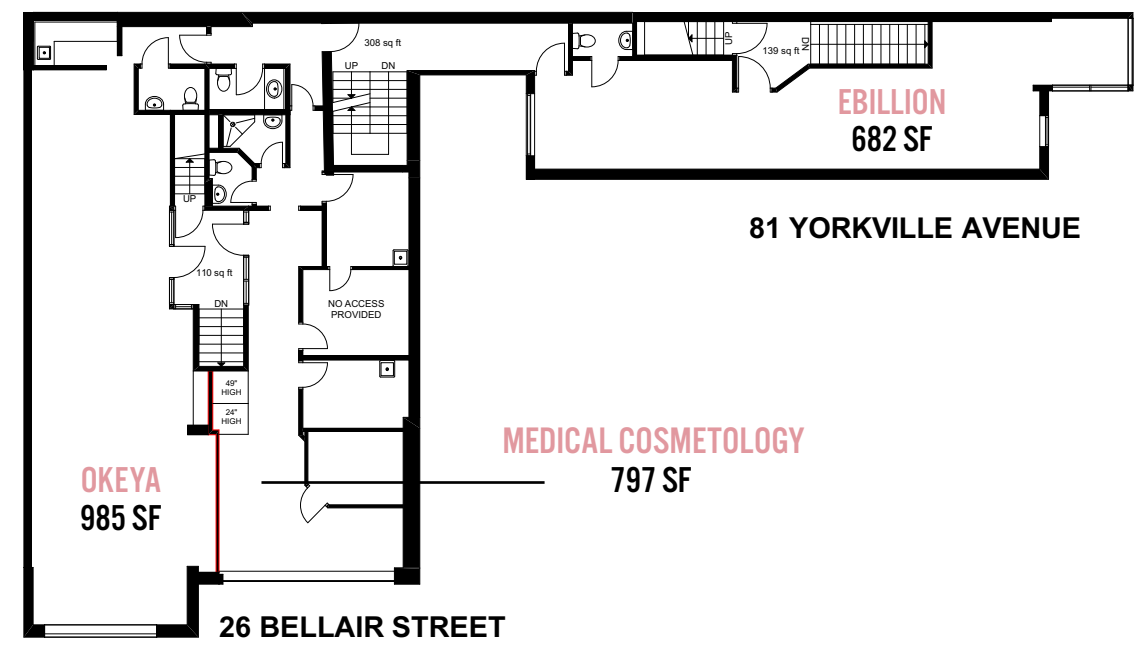 308 sq ft
UP DN
UP
139 sq ft
DN
EBILLION
682 SF
81 YORKVILLE AVENUE
UP
110 sq ft
DN
NO ACCESS
PROVIDED
49"
HIGH
24"
HIGH
MEDICAL COSMETOLOGY
797 SF
OKEYA
985 SF
26 BELLAIR STREET